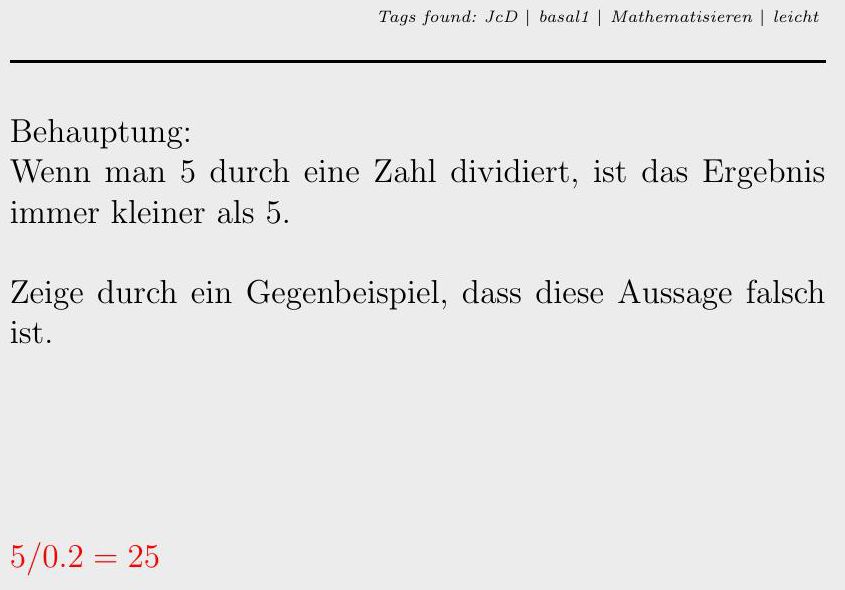 Tags found: JcD | basal1 | Mathematisieren | leicht
Behauptung:
Wenn man 5 durch eine Zahl dividiert, ist das Ergebnis
immer kleiner als 5.
Zeige durch ein Gegenbeispiel, dass diese Aussage falsch
ist.
5/0.2 = 25